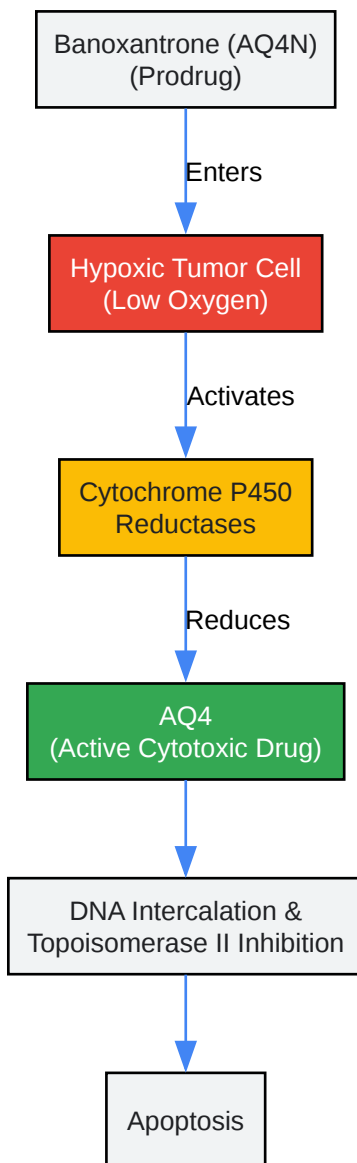 Banoxantrone (AQ4N)
(Prodrug)
Enters
Hypoxic Tumor Cell
(Low Oxygen)
Activates
Cytochrome P450
Reductases
Reduces
AQ4
(Active Cytotoxic Drug)
DNA Intercalation &
Topoisomerase II Inhibition
Apoptosis